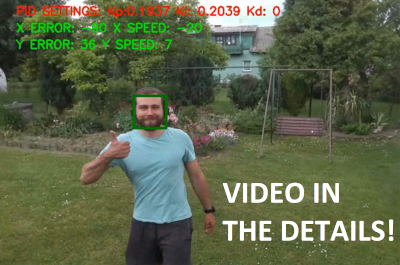 PID SETTINGS: Kp:0.1937 Ki: 0.2039 Kd: 0
X ERROR: -90 X SPEED: -20
Y ERROR: 36 Y SPEED: 7
VIDEO IN
THE DETAILS!